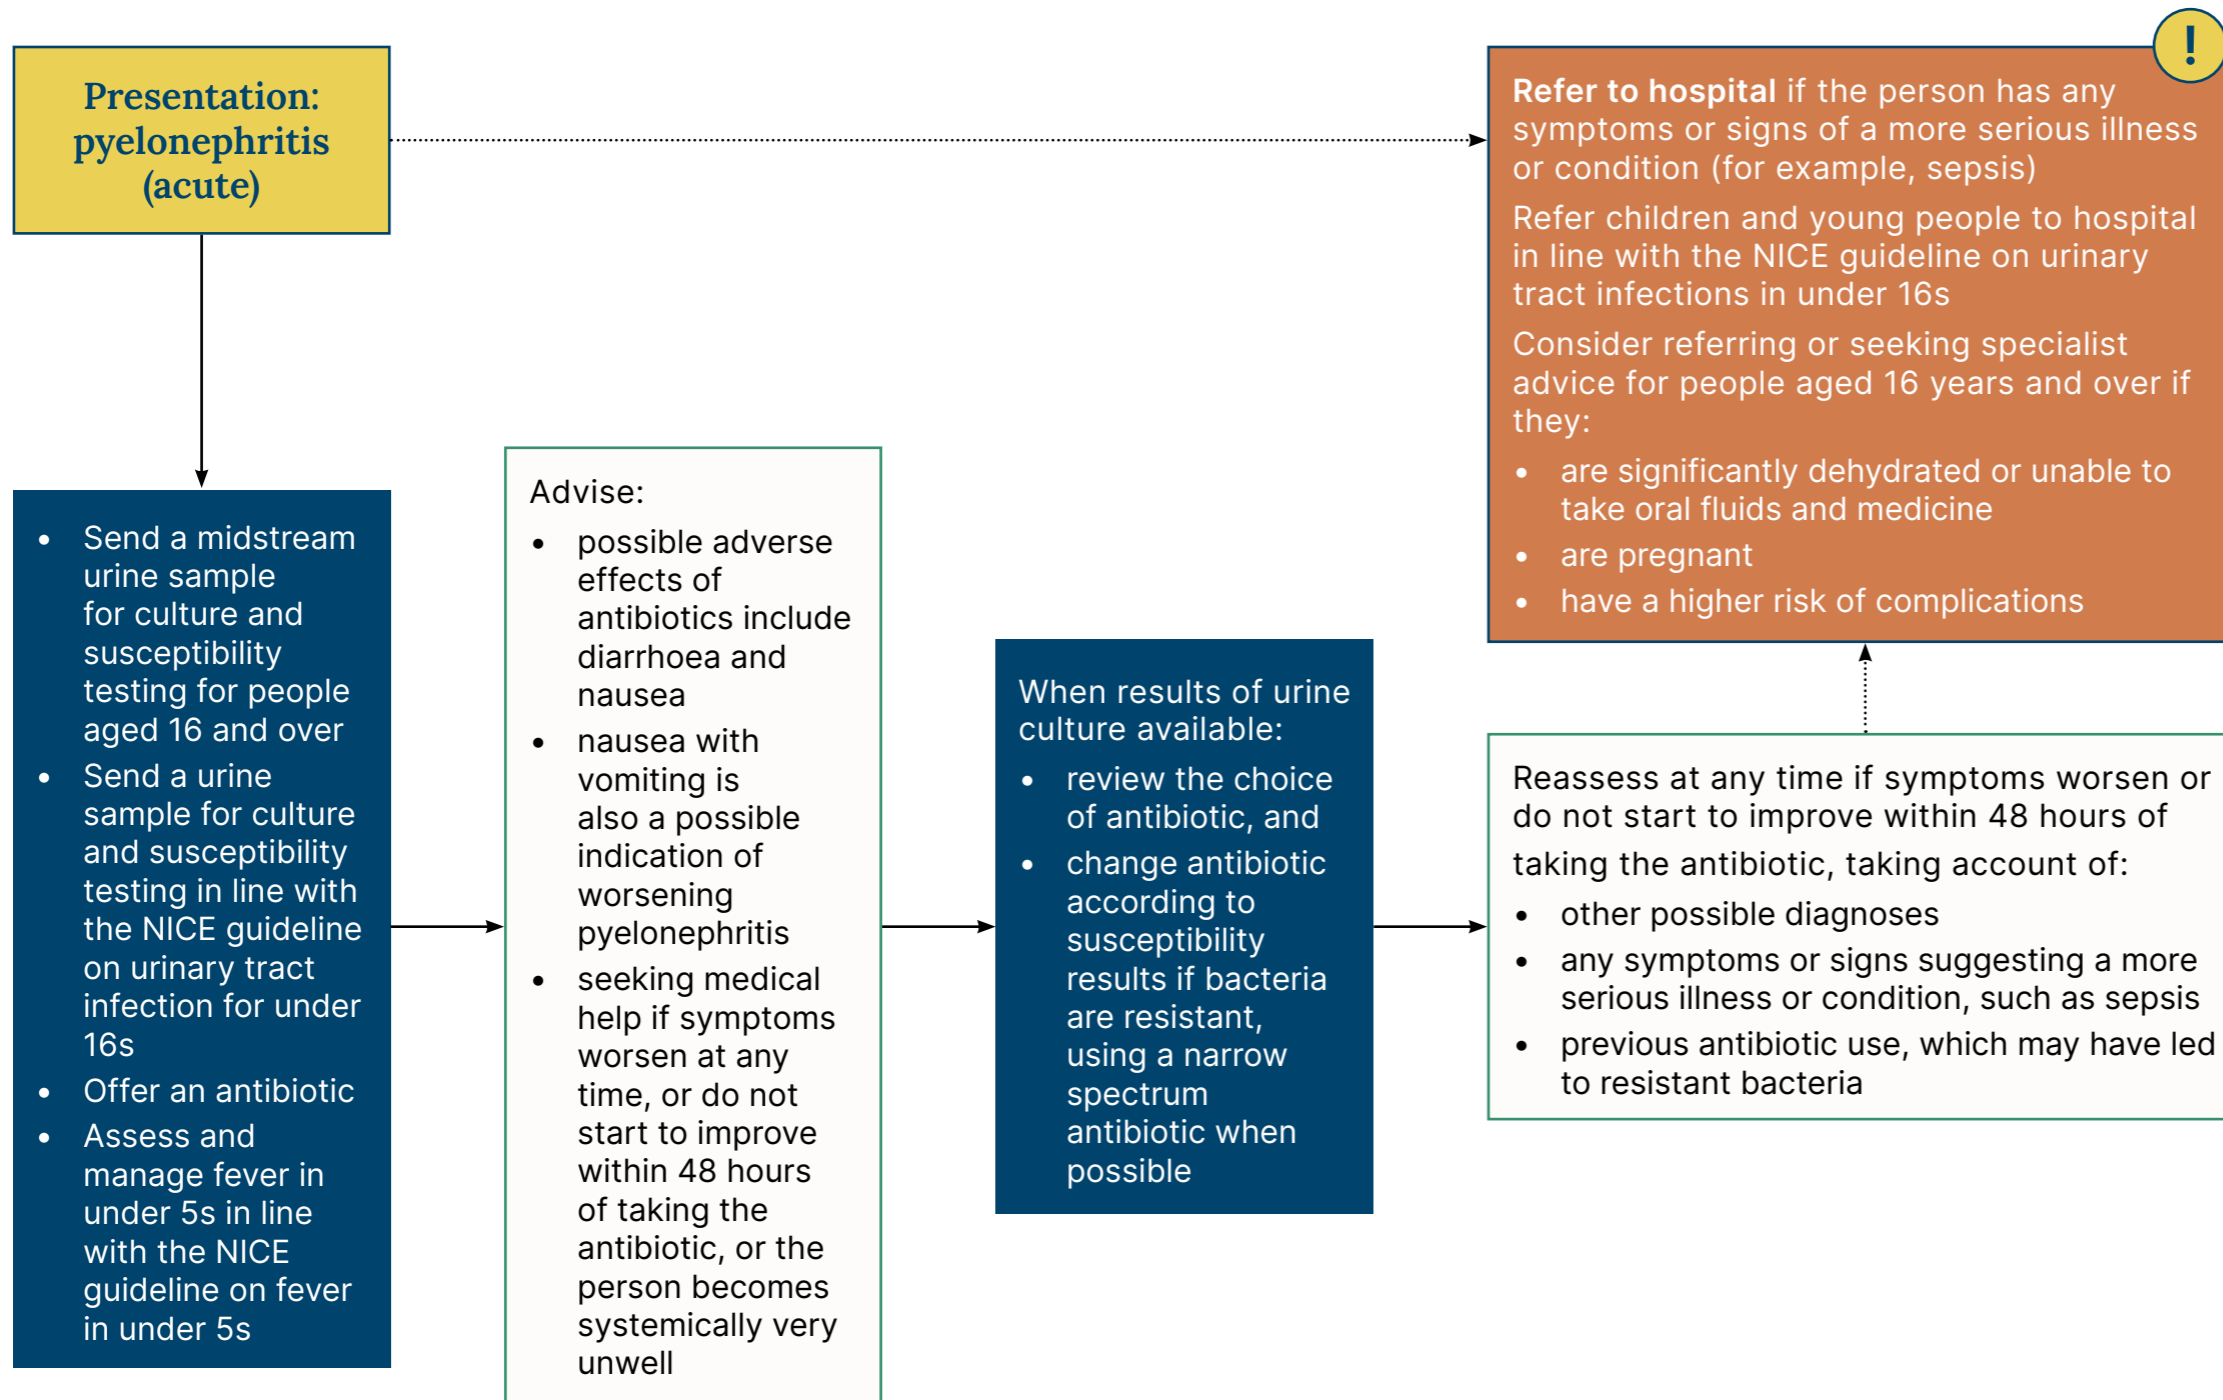 Presentation:
pyelonephritis
(acute)
!
Refer to hospital if the person has any
symptoms or signs of a more serious illness
or condition (for example, sepsis)
Refer children and young people to hospital
in line with the NICE guideline on urinary
tract infections in under 16s
Consider referring or seeking specialist
advice for people aged 16 years and over if
they:
• are significantly dehydrated or unable to
take oral fluids and medicine
• are pregnant
• have a higher risk of complications
• Send a midstream
urine sample
for culture and
susceptibility
testing for people
aged 16 and over
• Send a urine
sample for culture
and susceptibility
testing in line with
the NICE guideline
on urinary tract
infection for under
16s
• Offer an antibiotic
• Assess and
manage fever in
under 5s in line
with the NICE
guideline on fever
in under 5s
Advise:
• possible adverse
effects of
antibiotics include
diarrhoea and
nausea
• nausea with
vomiting is
also a possible
indication of
worsening
pyelonephritis
• seeking medical
help if symptoms
worsen at any
time, or do not
start to improve
within 48 hours
of taking the
antibiotic, or the
person becomes
systemically very
unwell
When results of urine
culture available:
• review the choice
of antibiotic, and
• change antibiotic
according to
susceptibility
results if bacteria
are resistant,
using a narrow
spectrum
antibiotic when
possible
Reassess at any time if symptoms worsen or
do not start to improve within 48 hours of
taking the antibiotic, taking account of:
• other possible diagnoses
• any symptoms or signs suggesting a more
serious illness or condition, such as sepsis
• previous antibiotic use, which may have led
to resistant bacteria